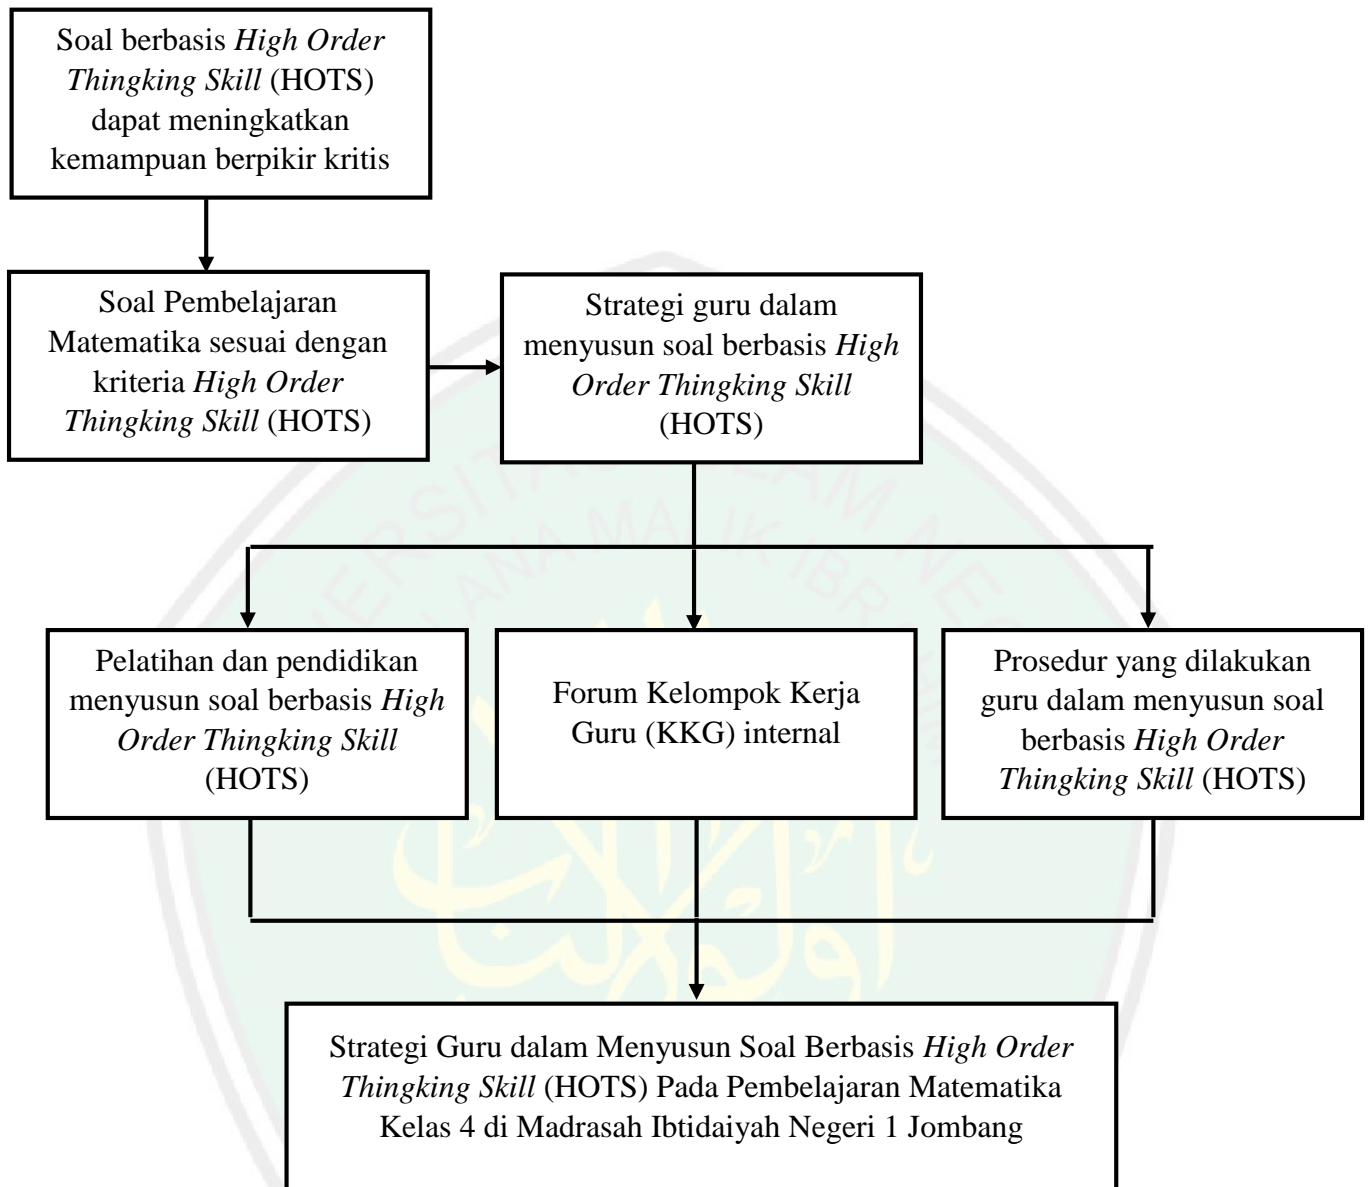 Soal berbasis High Order
Thingking Skill (HOTS)
dapat meningkatkan
kemampuan berpikir kritis
Soal Pembelajaran
Matematika sesuai dengan
kriteria High Order
Thingking Skill (HOTS)
Strategi guru dalam
menyusun soal berbasis High
Order Thingking Skill
(HOTS)
Pelatihan dan pendidikan
menyusun soal berbasis High
Order Thingking Skill
(HOTS)
Forum Kelompok Kerja
Guru (KKG) internal
Prosedur yang dilakukan
guru dalam menyusun soal
berbasis High Order
Thingking Skill (HOTS)
Strategi Guru dalam Menyusun Soal Berbasis High Order
Thingking Skill (HOTS) Pada Pembelajaran Matematika
Kelas 4 di Madrasah Ibtidaiyah Negeri 1 Jombang